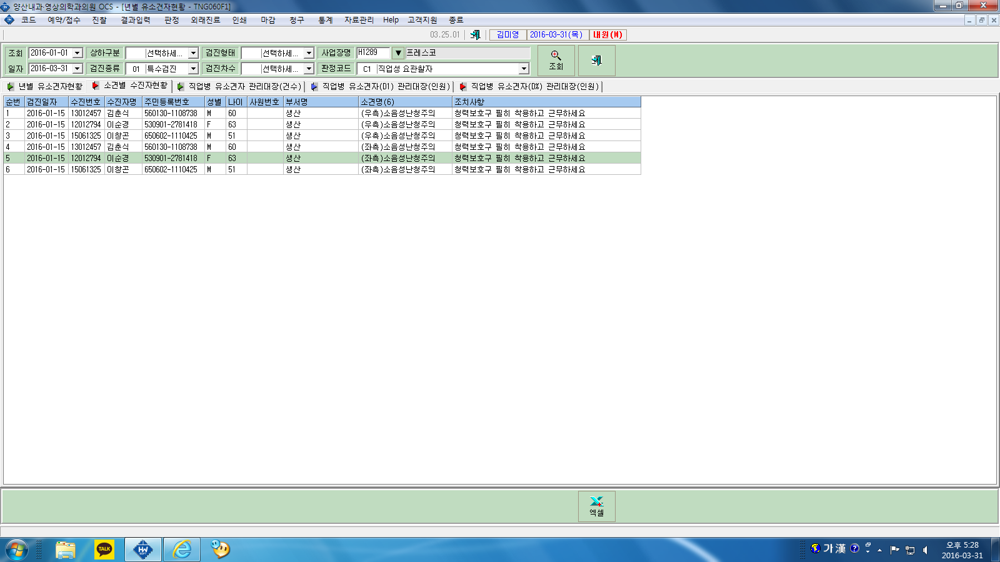 양산내과·영상의학과의원 OCS - [년별 유소견자현황 - TNG060F1]
코드 예약/접수 진찰 결과입력 판정 외래진료 인쇄 마감 청구 통계 자료관리 Help 고객지원 종료
03.25.01 김미영 2016-03-31(목) 내원(M)
조회 2016-01-01 상하구분 선택하세... 검진형태 선택하세... 사업장명 H1289 ▼ 프레스코
일자 2016-03-31 검진종류 01 특수검진 검진차수 선택하세... 판정코드 C1 직업성 요관찰자
조회
년별 유소견자현황 소견별 수진자현황 직업병 유소견자 관리대장(건수) 직업병 유소견자(D1) 관리대장(인원) 직업병 유소견자(D%) 관리대장(인원)
순번 검진일자 수진번호 수진자명 주민등록번호 성별 나이 사원번호 부서명 소견명(6) 조치사항
1 2016-01-15 13012457 김춘식 560130-1108738 M 60 생산 (우측)소음성난청주의 청력보호구 필히 착용하고 근무하세요
2 2016-01-15 12012794 이순경 530901-2781418 F 63 생산 (우측)소음성난청주의 청력보호구 필히 착용하고 근무하세요
3 2016-01-15 15061325 이창곤 650602-1110425 M 51 생산 (우측)소음성난청주의 청력보호구 필히 착용하고 근무하세요
4 2016-01-15 13012457 김춘식 560130-1108738 M 60 생산 (좌측)소음성난청주의 청력보호구 필히 착용하고 근무하세요
5 2016-01-15 12012794 이순경 530901-2781418 F 63 생산 (좌측)소음성난청주의 청력보호구 필히 착용하고 근무하세요
6 2016-01-15 15061325 이창곤 650602-1110425 M 51 생산 (좌측)소음성난청주의 청력보호구 필히 착용하고 근무하세요
엑셀
TALK
HW
SOFT
가 漢
오후 5:28
2016-03-31